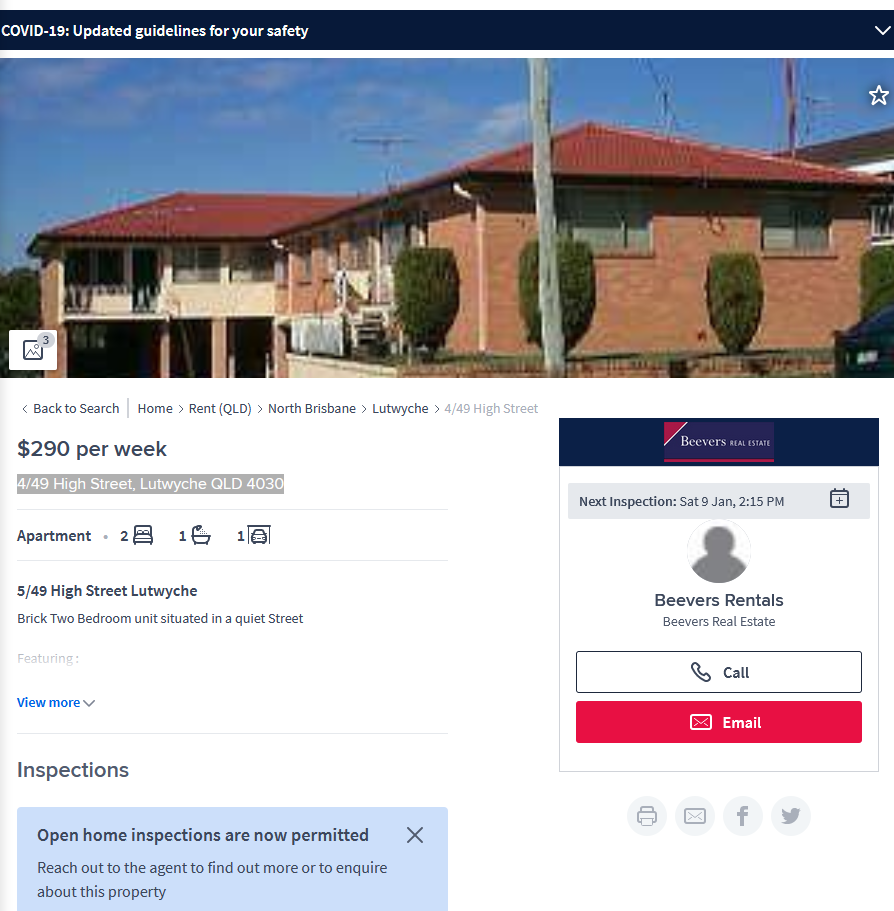 COVID-19: Updated guidelines for your safety
3
Back to Search
Home > Rent (QLD) > North Brisbane > Lutwyche > 4/49 High Street
$290 per week
4/49 High Street, Lutwyche QLD 4030
Apartment • 2 1 1
5/49 High Street Lutwyche
Brick Two Bedroom unit situated in a quiet Street
Featuring :
View more
Inspections
Open home inspections are now permitted
Reach out to the agent to find out more or to enquire
about this property
Beevers REAL ESTATE
Next Inspection: Sat 9 Jan, 2:15 PM
Beevers Rentals
Beevers Real Estate
Call
Email